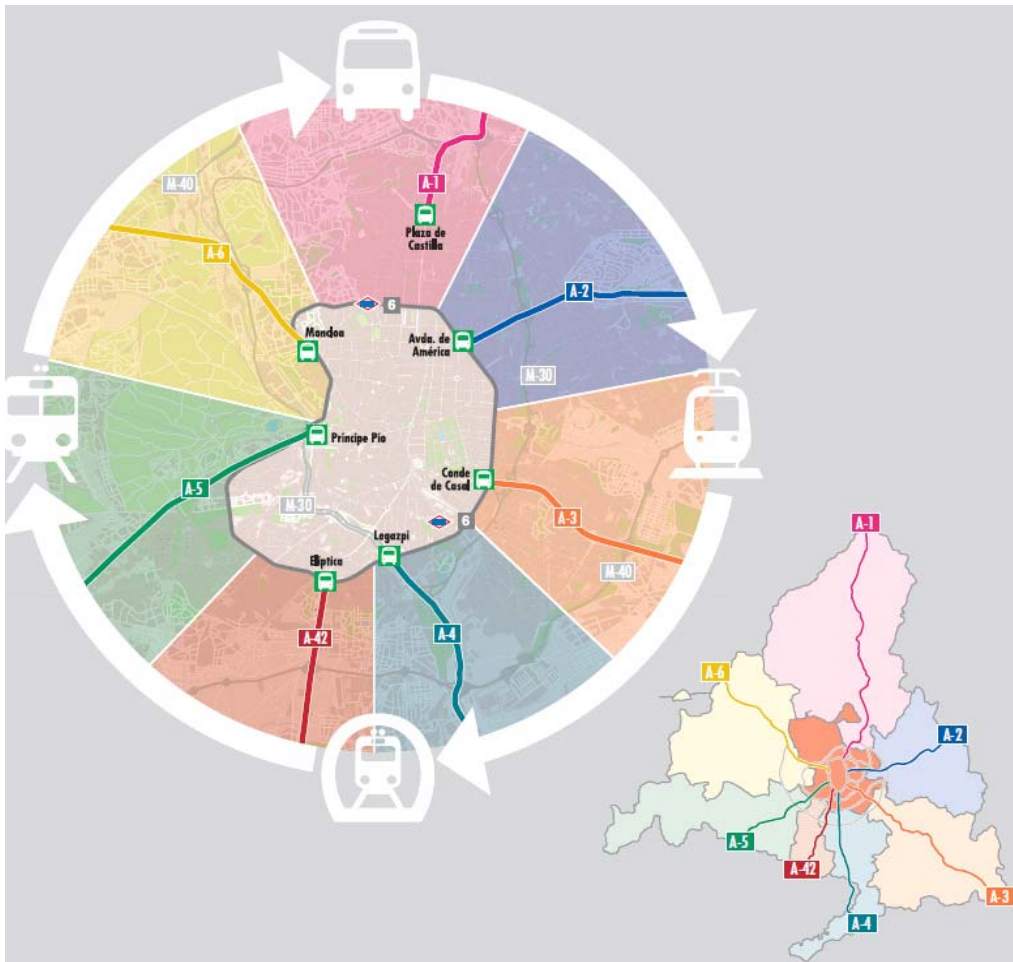 M-40
A-1
Plaza de
Castilla
A-6
A-2
6
Moncloa
Avda. de
América
M-30
Príncipe Pío
A-5
Conde
de Casal
M-30
6
A-3
Legazpi
Elíptica
M-40
A-42
A-4
A-1
A-6
A-2
A-5
A-42
A-3
A-4